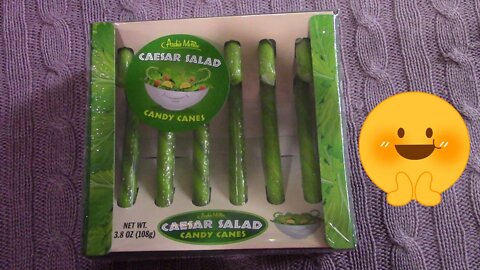 Archie McPhee
CAESAR SALAD
CANDY CANES
NET WT.
3.8 OZ (108g)
Archie McPhee
CAESAR SALAD
CANDY CANES